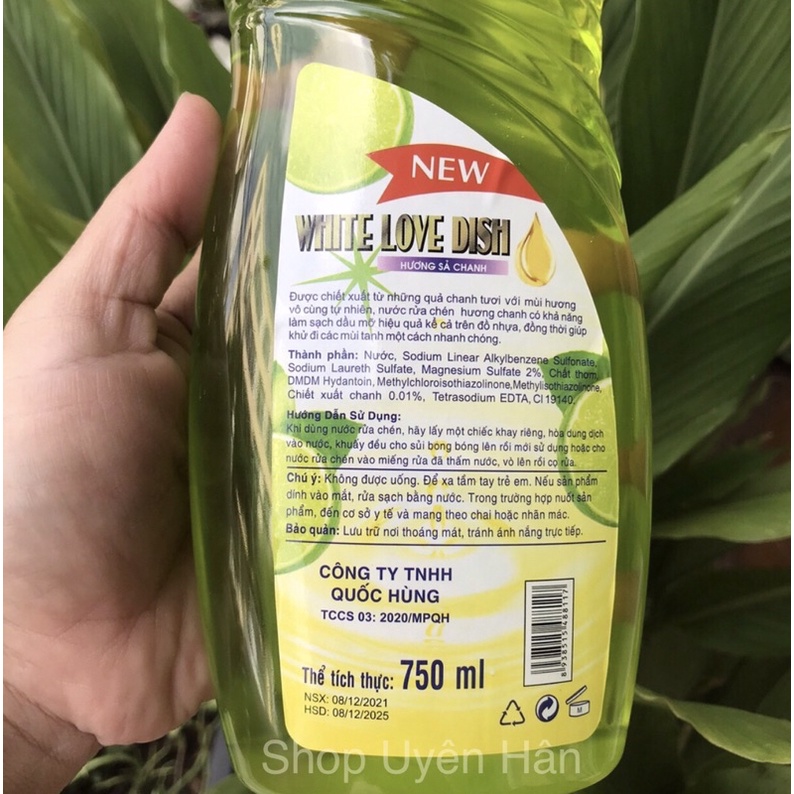 NEW
WHITE LOVE DISH
HƯƠNG SẢ CHANH
Được chiết xuất từ những quả chanh tươi với mùi hương
vô cùng tự nhiên, nước rửa chén hương chanh có khả năng
làm sạch dầu mỡ hiệu quả kể cả trên đồ nhựa, đồng thời giúp
khử đi các mùi tanh một cách nhanh chóng.
Thành phần: Nước, Sodium Linear Alkylbenzene Sulfonate,
Sodium Laureth Sulfate, Magnesium Sulfate 2%, Chất thơm,
DMDM Hydantoin, Methylchloroisothiazolinone, Methylisothiazolinone,
Chiết xuất chanh 0.01%, Tetrasodium EDTA, CI 19140.
Hướng Dẫn Sử Dụng:
Khi dùng nước rửa chén, hãy lấy một chiếc khay riêng, hòa dung dịch
vào nước, khuấy đều cho sủi bong bóng lên rồi mới sử dụng hoặc cho
nước rửa chén vào miếng rửa đã thấm nước, vò lên rồi cọ rửa.
Chú ý: Không được uống. Để xa tầm tay trẻ em. Nếu sản phẩm
dính vào mắt, rửa sạch bằng nước. Trong trường hợp nuốt sản
phẩm, đến cơ sở y tế và mang theo chai hoặc nhãn mác.
Bảo quản: Lưu trữ nơi thoáng mát, tránh ánh nắng trực tiếp.
CÔNG TY TNHH
QUỐC HÙNG
TCCS 03: 2020/MPQH
8 938515 488117
Thể tích thực: 750 ml
NSX: 08/12/2021
HSD: 08/12/2025
M
Shop Uyên Hân